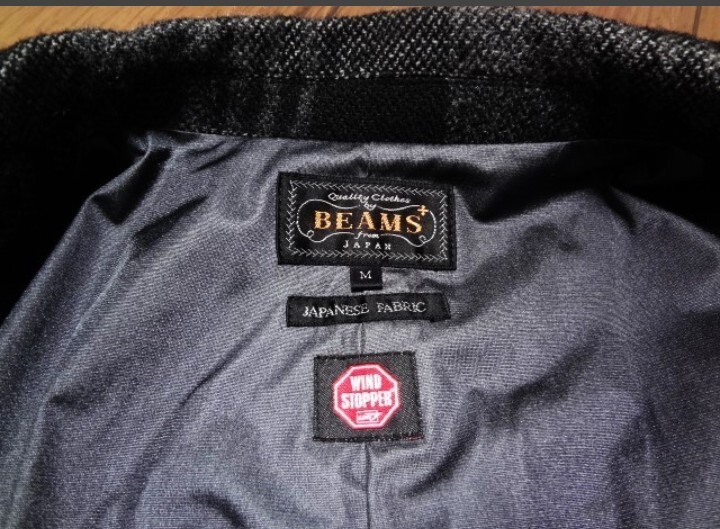 Quality Clothes
by
BEAMS+
from
JAPAN
M
JAPANESE FABRIC
WIND
STOPPER